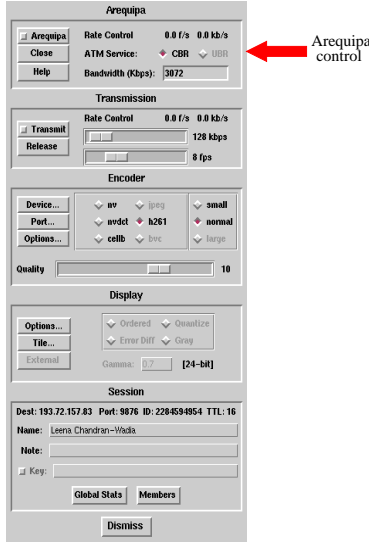 Arequipa
Arequipa Rate Control 0.0 f/s 0.0 kb/s
Close ATM Service: CBR UBR
Help Bandwidth (Kbps): 3072
Arequipa
control
Transmission
Rate Control 0.0 f/s 0.0 kb/s
Transmit 128 kbps
Release 8 fps
Encoder
Device... nv jpeg small
Port... nvdct h261 normal
Options... cellb bvc large
Quality 10
Display
Options... Ordered Quantize
Tile... Error Diff Gray
External Gamma: 0.7 [24-bit]
Session
Dest: 193.72.157.83 Port: 9876 ID: 2284594954 TTL: 16
Name: Leena Chandran-Wadia
Note:
Key:
Global Stats Members
Dismiss